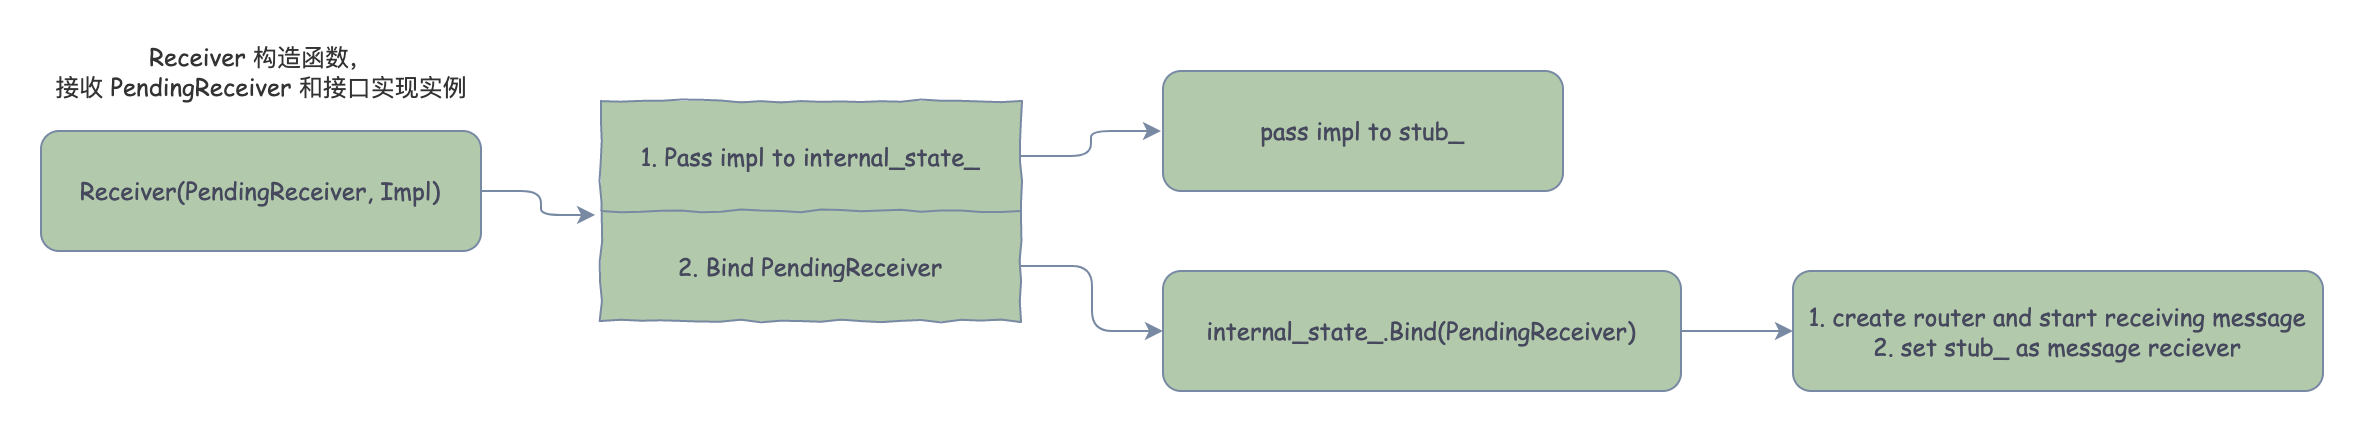 Receiver 构造函数，
接收 PendingReceiver 和接口实现实例
Receiver(PendingReceiver, Impl)
1. Pass impl to internal_state_
2. Bind PendingReceiver
pass impl to stub_
internal_state_.Bind(PendingReceiver)
1. create router and start receiving message
2. set stub_ as message reciever